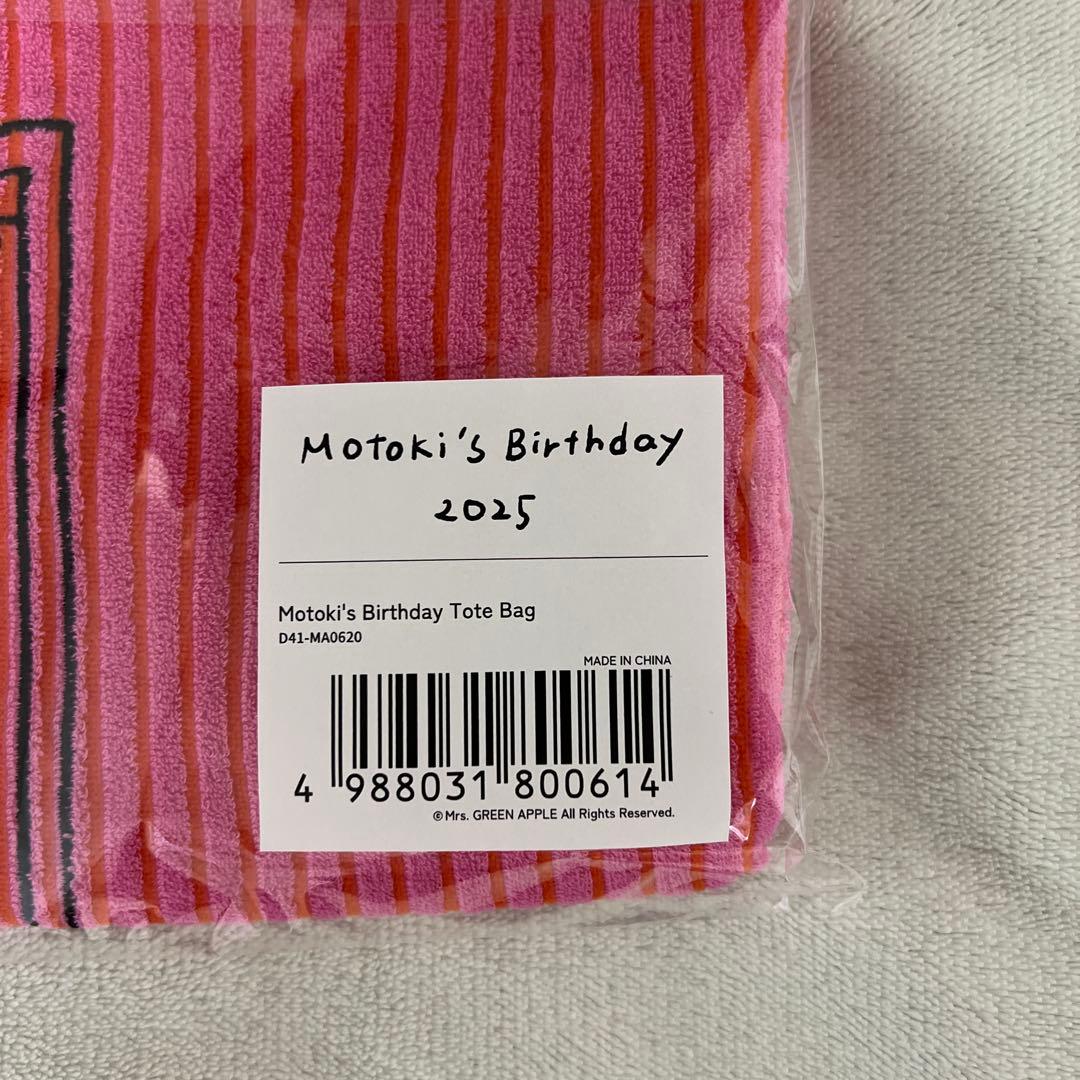 Motoki's Birthday
2025
Motoki's Birthday Tote Bag
D41-MA0620
MADE IN CHINA
4 988031 800614
©Mrs. GREEN APPLE All Rights Reserved.